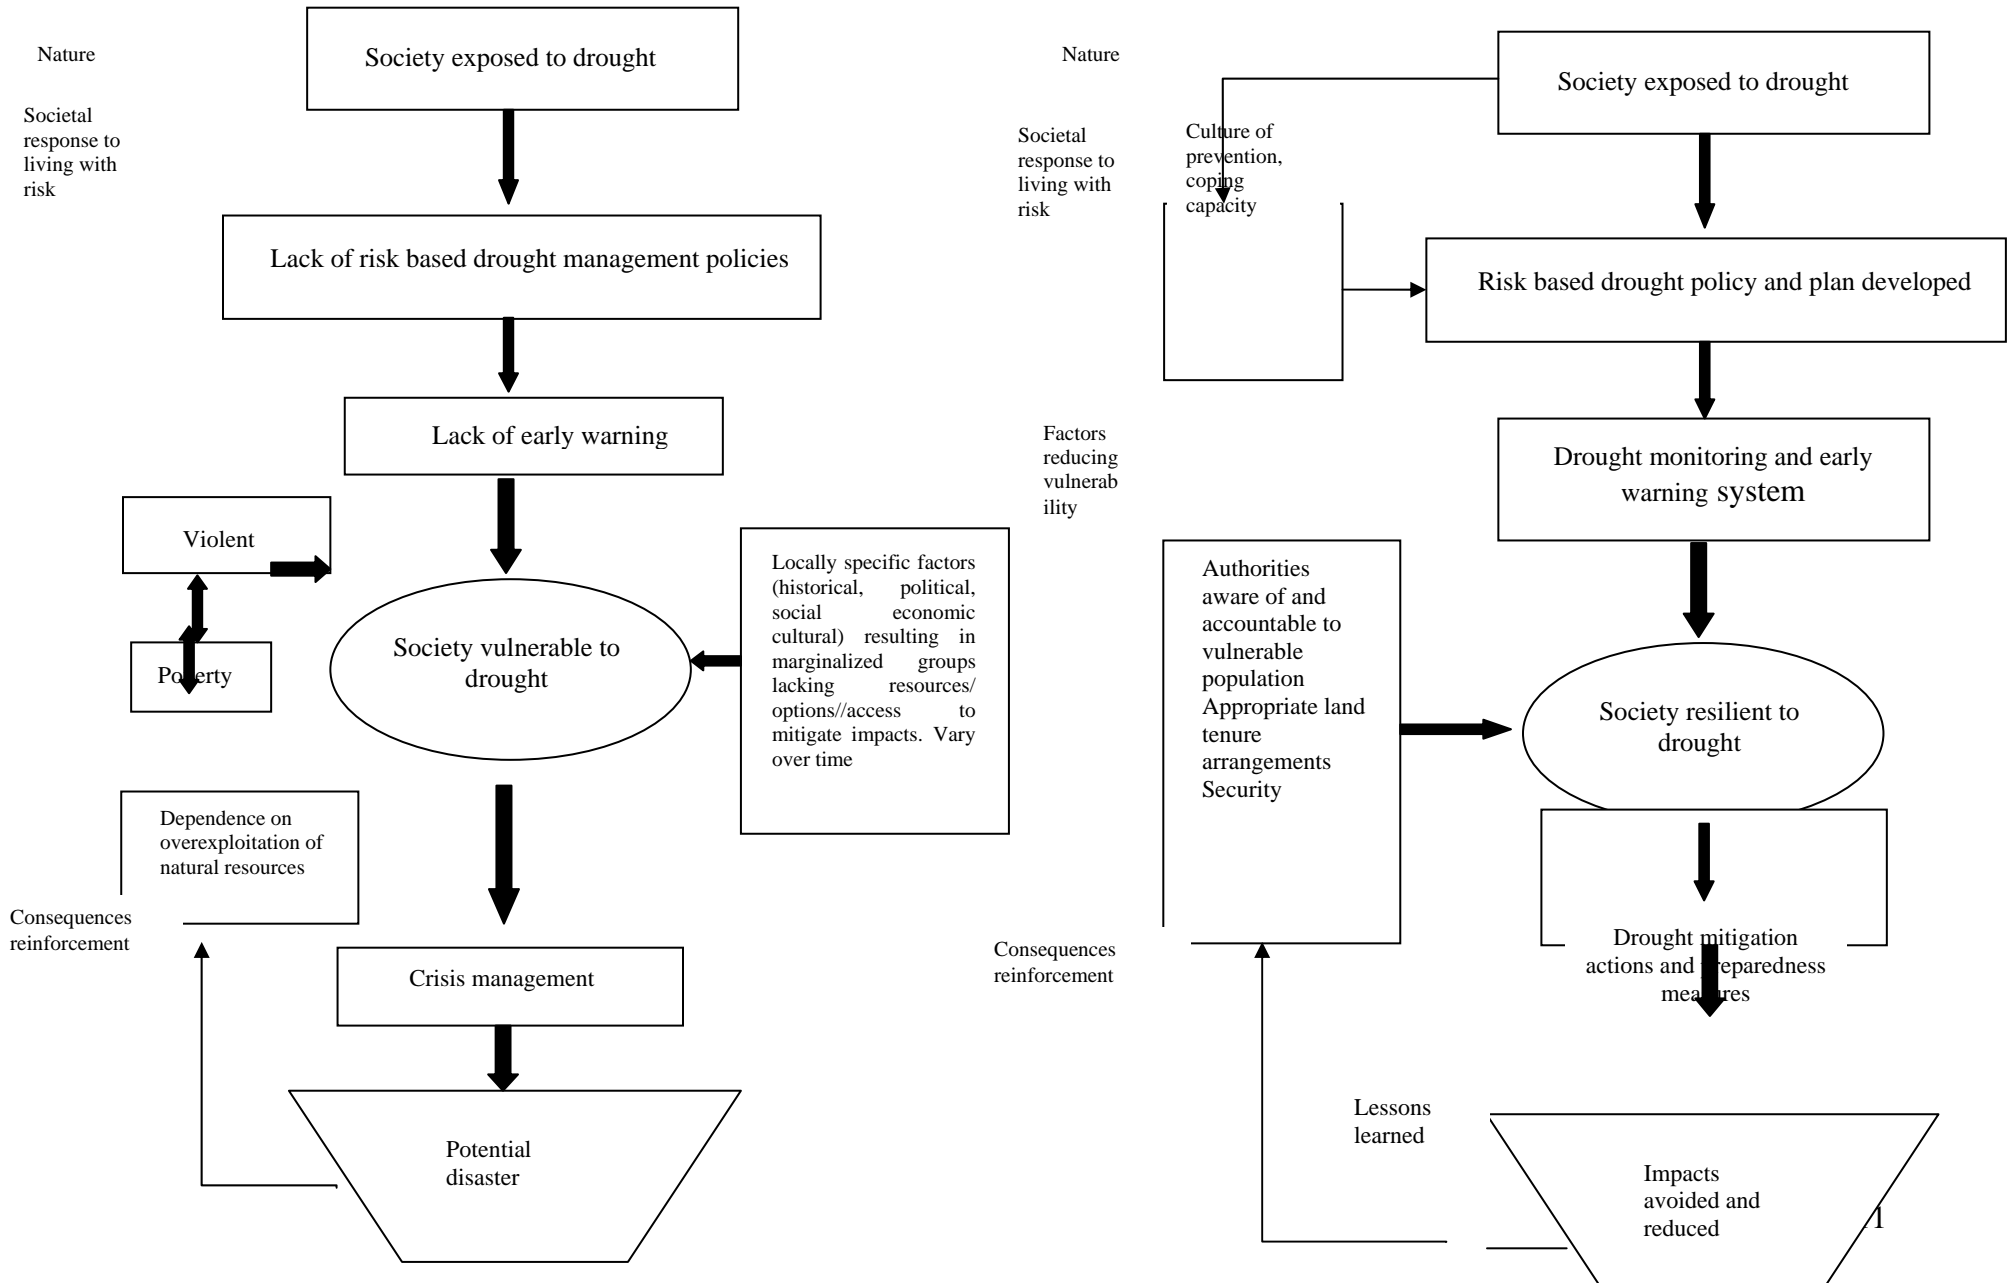 Nature
Society exposed to drought
Societal
response to
living with
risk
Lack of risk based drought management policies
Lack of early warning
Violent
Poverty
Society vulnerable to
drought
Locally specific factors
(historical, political,
social economic
cultural) resulting in
marginalized groups
lacking resources/
options//access to
mitigate impacts. Vary
over time
Dependence on
overexploitation of
natural resources
Consequences
reinforcement
Crisis management
Potential
disaster
Nature
Society exposed to drought
Societal
response to
living with
risk
Culture of
prevention,
coping
capacity
Risk based drought policy and plan developed
Factors
reducing
vulnerab
ility
Drought monitoring and early
warning system
Authorities
aware of and
accountable to
vulnerable
population
Appropriate land
tenure
arrangements
Security
Society resilient to
drought
Drought mitigation
actions and preparedness
measures
Consequences
reinforcement
Lessons
learned
Impacts
avoided and
reduced